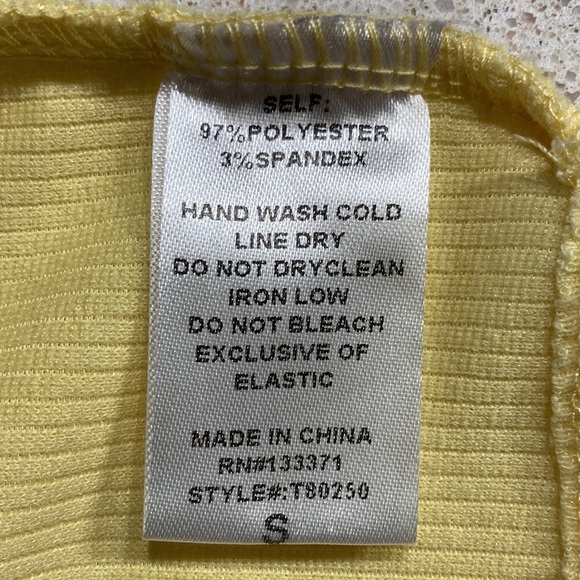 SELF:
97%POLYESTER
3%SPANDEX
HAND WASH COLD
LINE DRY
DO NOT DRYCLEAN
IRON LOW
DO NOT BLEACH
EXCLUSIVE OF
ELASTIC
MADE IN CHINA
RN#133371
STYLE#:T80250
S